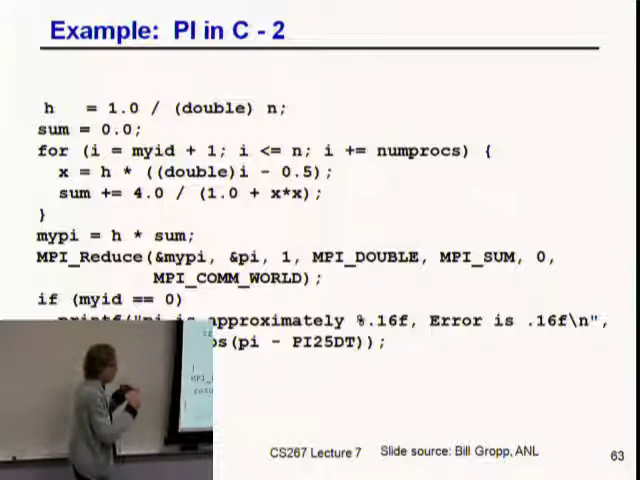 Example: PI in C - 2
h = 1.0 / (double) n;
sum = 0.0;
for (i = myid + 1; i <= n; i += numprocs) {
x = h * ((double)i - 0.5);
sum += 4.0 / (1.0 + x*x);
}
mypi = h * sum;
MPI_Reduce(&mypi, &pi, 1, MPI_DOUBLE, MPI_SUM, 0,
MPI_COMM_WORLD);
if (myid == 0)
printf("pi is approximately %.16f, Error is .16f\n",
(pi - PI25DT));
CS267 Lecture 7
Slide source: Bill Gropp, ANL
63